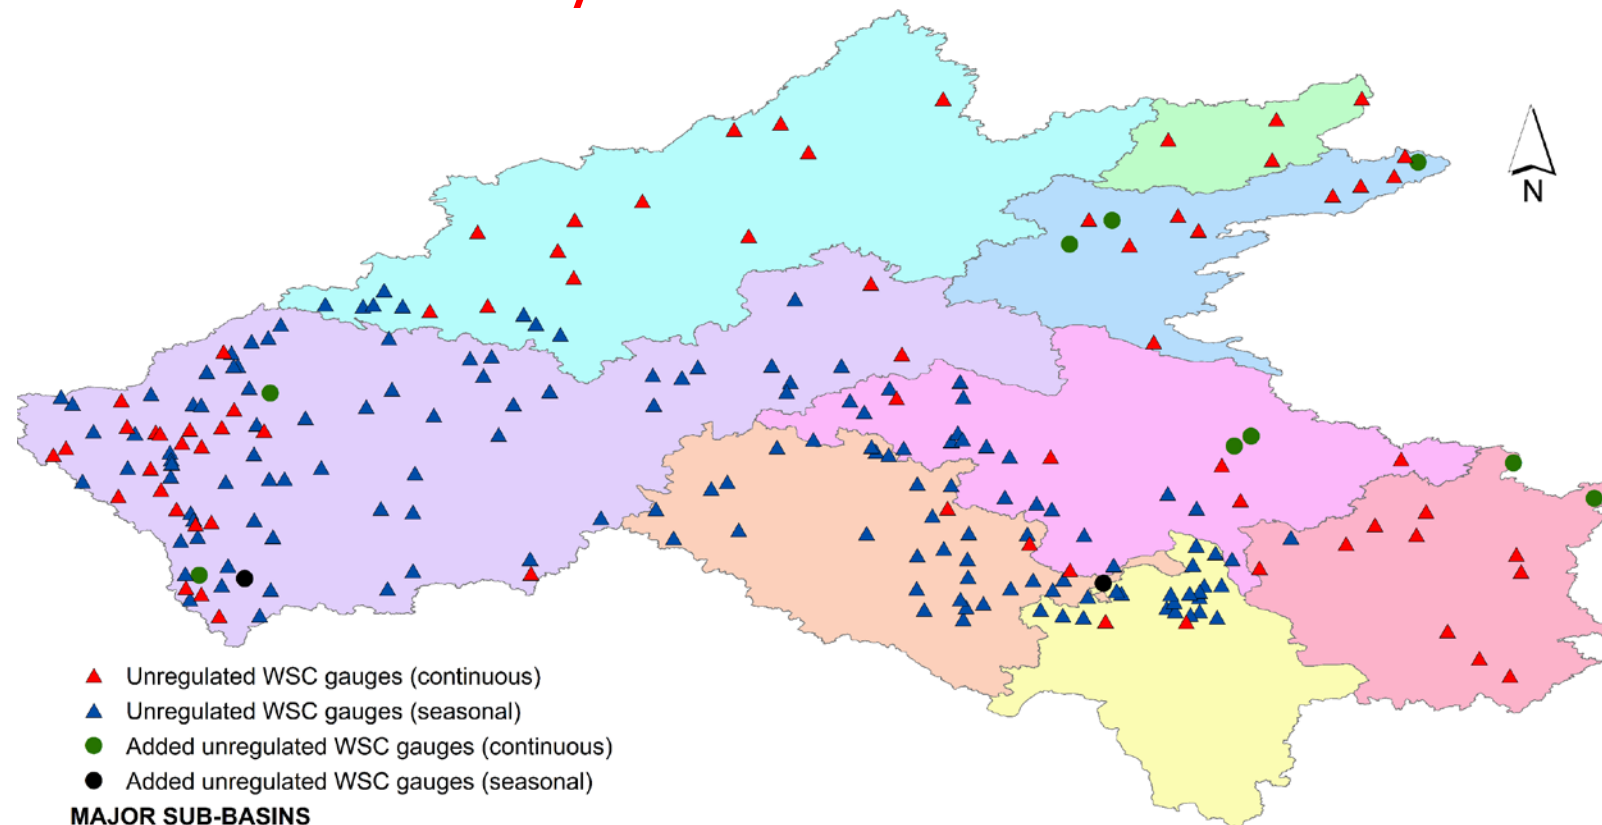 N
Unregulated WSC gauges (continuous)
Unregulated WSC gauges (seasonal)
Added unregulated WSC gauges (continuous)
Added unregulated WSC gauges (seasonal)
MAJOR SUB-BASINS